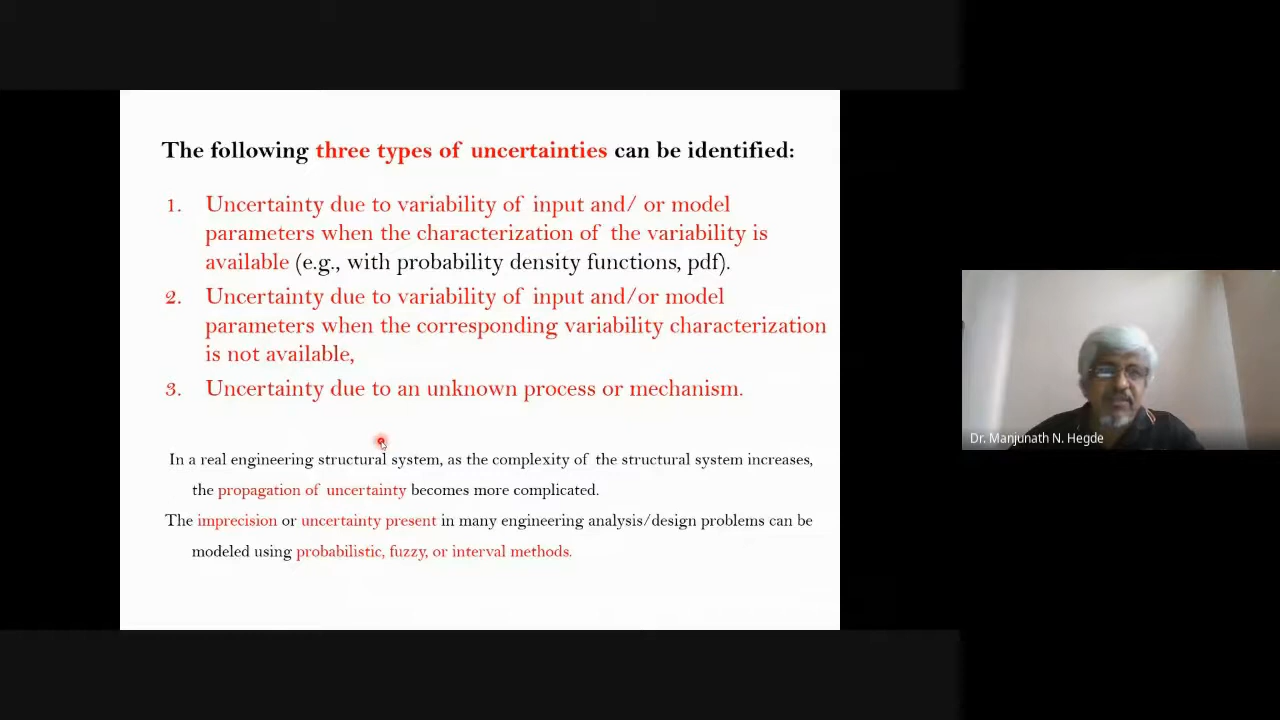 The following three types of uncertainties can be identified:
1. Uncertainty due to variability of input and/ or model
parameters when the characterization of the variability is
available (e.g., with probability density functions, pdf).
2. Uncertainty due to variability of input and/or model
parameters when the corresponding variability characterization
is not available,
3. Uncertainty due to an unknown process or mechanism.
In a real engineering structural system, as the complexity of the structural system increases,
the propagation of uncertainty becomes more complicated.
The imprecision or uncertainty present in many engineering analysis/design problems can be
modeled using probabilistic, fuzzy, or interval methods.
Dr. Manjunath N. Hegde